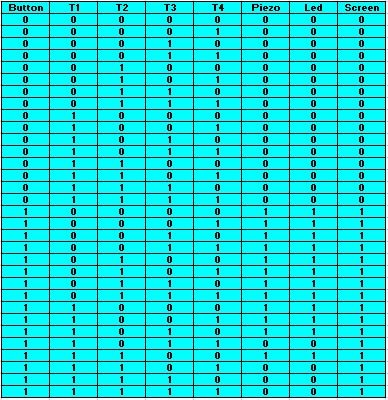 Button T1 T2 T3 T4 Piezo Led Screen
0 0 0 0 0 0 0 0
0 0 0 0 1 0 0 0
0 0 0 1 0 0 0 0
0 0 0 1 1 0 0 0
0 0 1 0 0 0 0 0
0 0 1 0 1 0 0 0
0 0 1 1 0 0 0 0
0 0 1 1 1 0 0 0
0 1 0 0 0 0 0 0
0 1 0 0 1 0 0 0
0 1 0 1 0 0 0 0
0 1 0 1 1 0 0 0
0 1 1 0 0 0 0 0
0 1 1 0 1 0 0 0
0 1 1 1 0 0 0 0
0 1 1 1 1 0 0 0
1 0 0 0 0 1 1 1
1 0 0 0 1 1 1 1
1 0 0 1 0 1 1 1
1 0 0 1 1 1 1 1
1 0 1 0 0 1 1 1
1 0 1 0 1 1 1 1
1 0 1 1 0 1 1 1
1 0 1 1 1 1 1 1
1 1 0 0 0 1 1 1
1 1 0 0 1 1 1 1
1 1 0 1 0 1 1 1
1 1 0 1 1 0 0 1
1 1 1 0 0 1 1 1
1 1 1 0 1 0 0 1
1 1 1 1 0 0 0 1
1 1 1 1 1 0 0 1